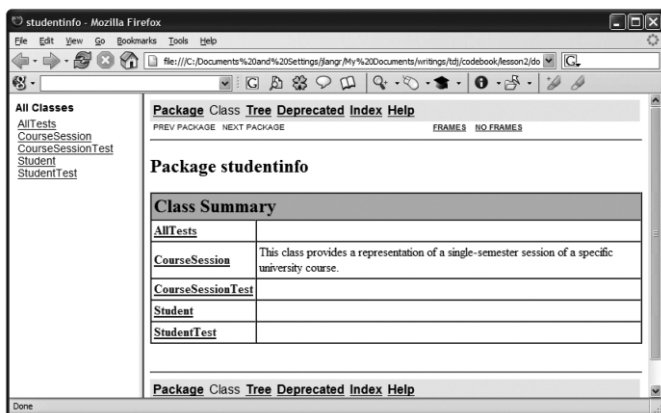 studentinfo - Mozilla Firefox
File Edit View Go Bookmarks Tools Help
file:///C:/Documents%20and%20Settings/jlangr/My%20Documents/writings/tdj/codebook/lesson2/do
G
All Classes
AllTests
CourseSession
CourseSessionTest
Student
StudentTest
Package Class Tree Deprecated Index Help
PREV PACKAGE NEXT PACKAGE FRAMES NO FRAMES
Package studentinfo
Class Summary
AllTests
CourseSession This class provides a representation of a single-semester session of a specific
university course.
CourseSessionTest
Student
StudentTest
Package Class Tree Deprecated Index Help
Done